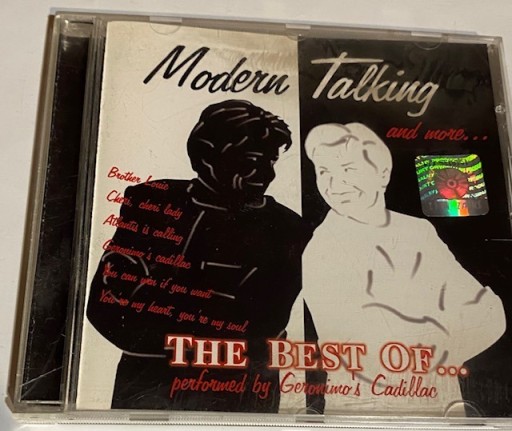 Modern Talking
and more...
Brother Louie
Cheri, cheri lady
Atlantis is calling
Geronimo's cadillac
You can win if you want
You're my heart, you're my soul
THE BEST OF...
performed by Geronimo's Cadillac